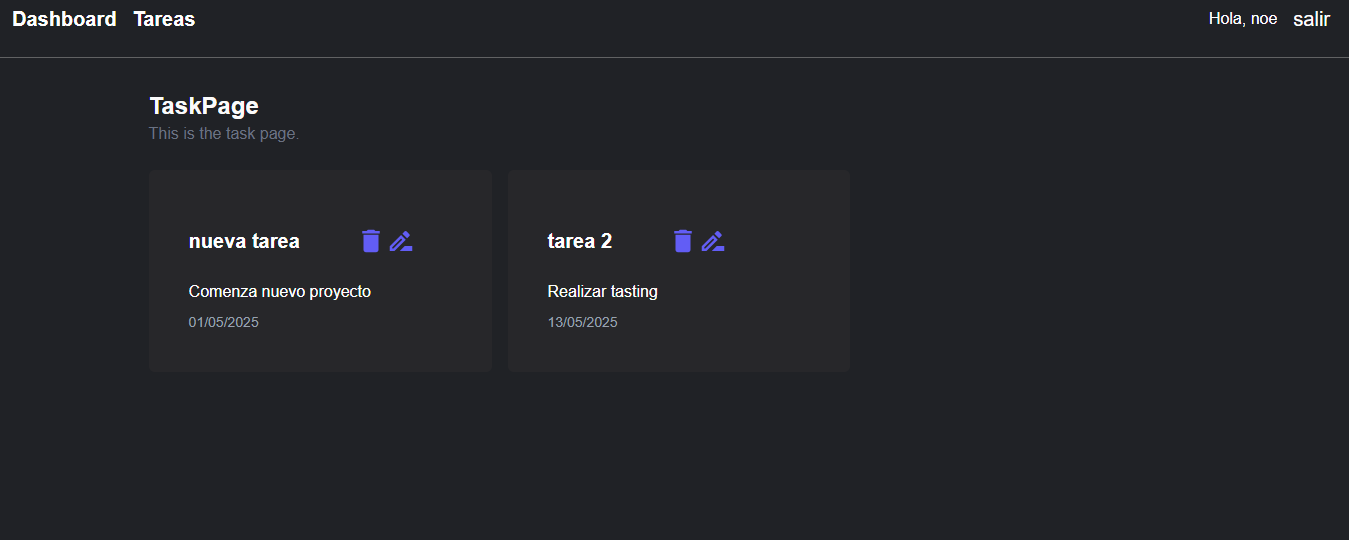 Dashboard Tareas Hola, noe salir
TaskPage
This is the task page.
nueva tarea
Comenza nuevo proyecto
01/05/2025
tarea 2
Realizar tasting
13/05/2025